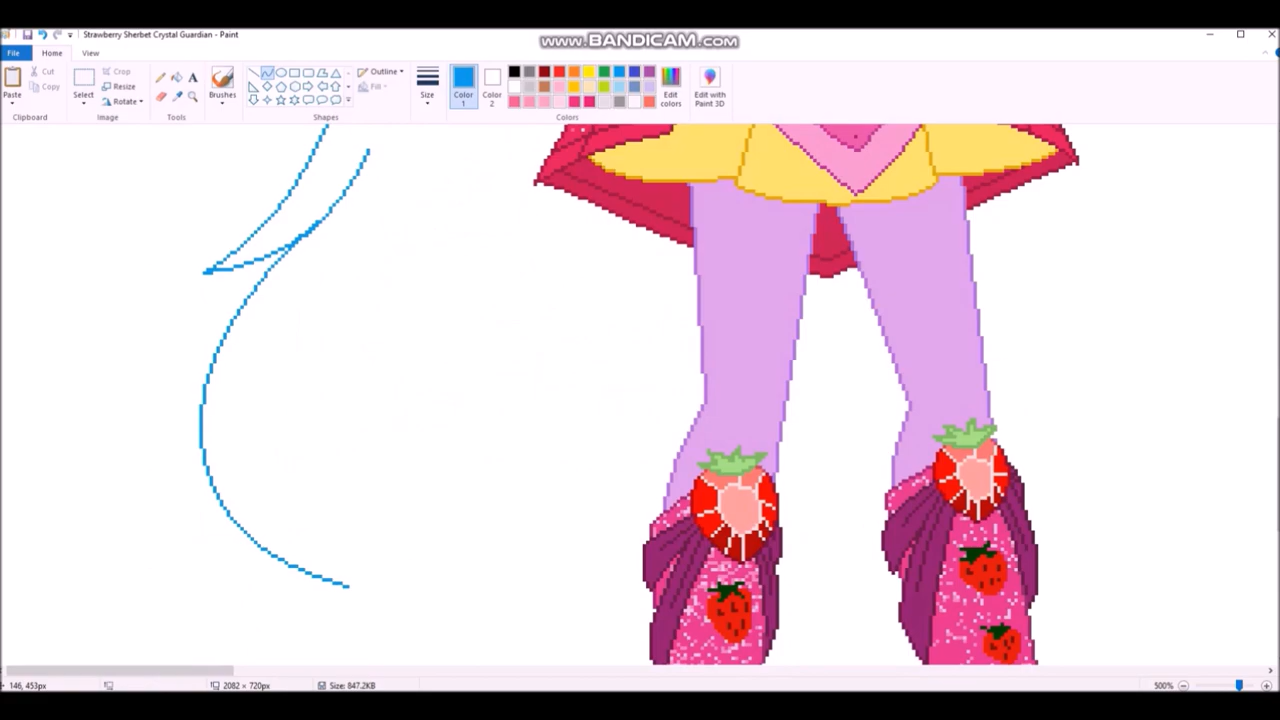 Strawberry Sherbet Crystal Guardian - Paint
www.BANDICAM.com
File
Home
View
Paste
Cut
Copy
Clipboard
Select
Crop
Resize
Rotate
Image
A
Tools
Brushes
Outline
Fill
Shapes
Size
Color
1
Color
2
Edit
colors
Colors
Edit with
Paint 3D
146, 453px
2082 × 720px
Size: 847.2KB
500%